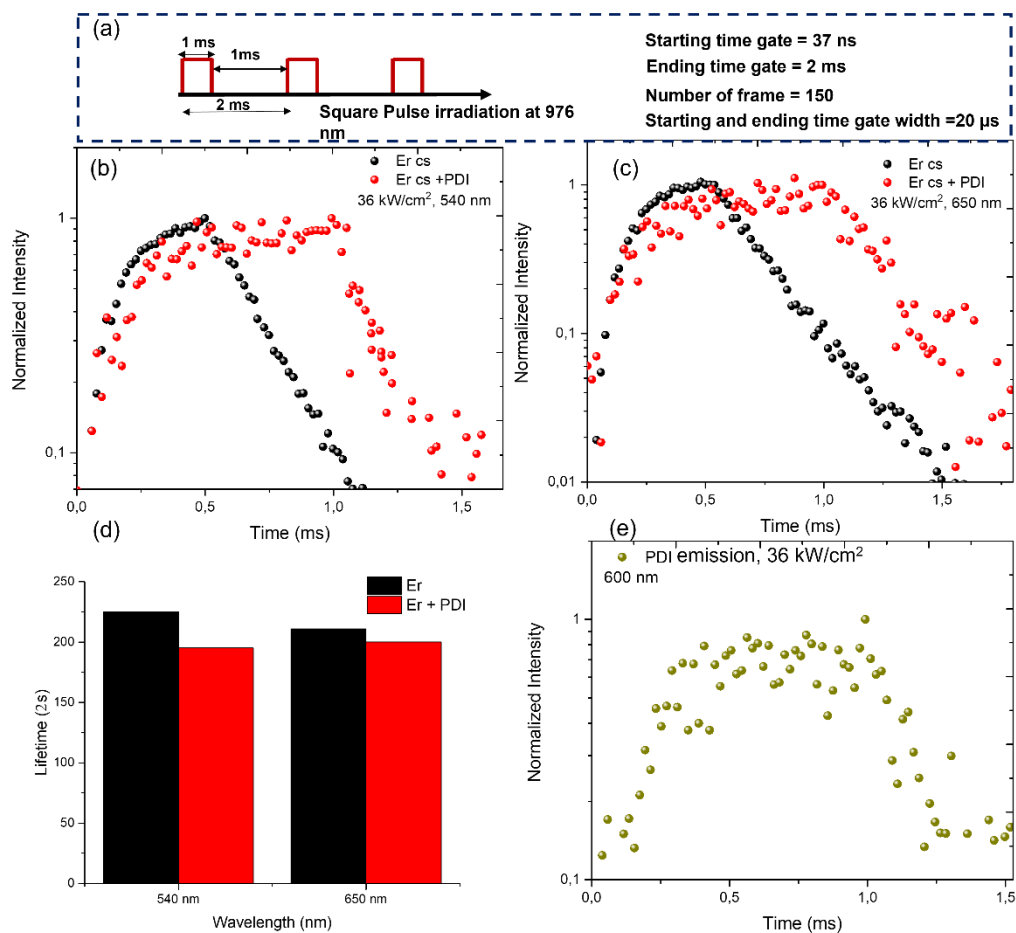 (a)
1 ms
1ms
2 ms
Square Pulse irradiation at 976
nm
Starting time gate = 37 ns
Ending time gate = 2 ms
Number of frame = 150
Starting and ending time gate width =20 µs
(b)
Er cs
Er cs +PDI
36 kW/cm², 540 nm
1
0,1
Normalized Intensity
0,0
0,5
1,0
1,5
Time (ms)
(c)
Er cs
Er cs + PDI
36 kW/cm², 650 nm
1
0,1
0,01
Normalized Intensity
0,0
0,5
1,0
1,5
Time (ms)
(d)
Er
Er + PDI
250
225
200
175
150
125
100
75
50
25
0
Lifetime (2s)
540 nm
650 nm
Wavelength (nm)
(e)
PDI emission, 36 kW/cm²
600 nm
1
0,1
Normalized Intensity
0,0
0,5
1,0
1,5
Time (ms)